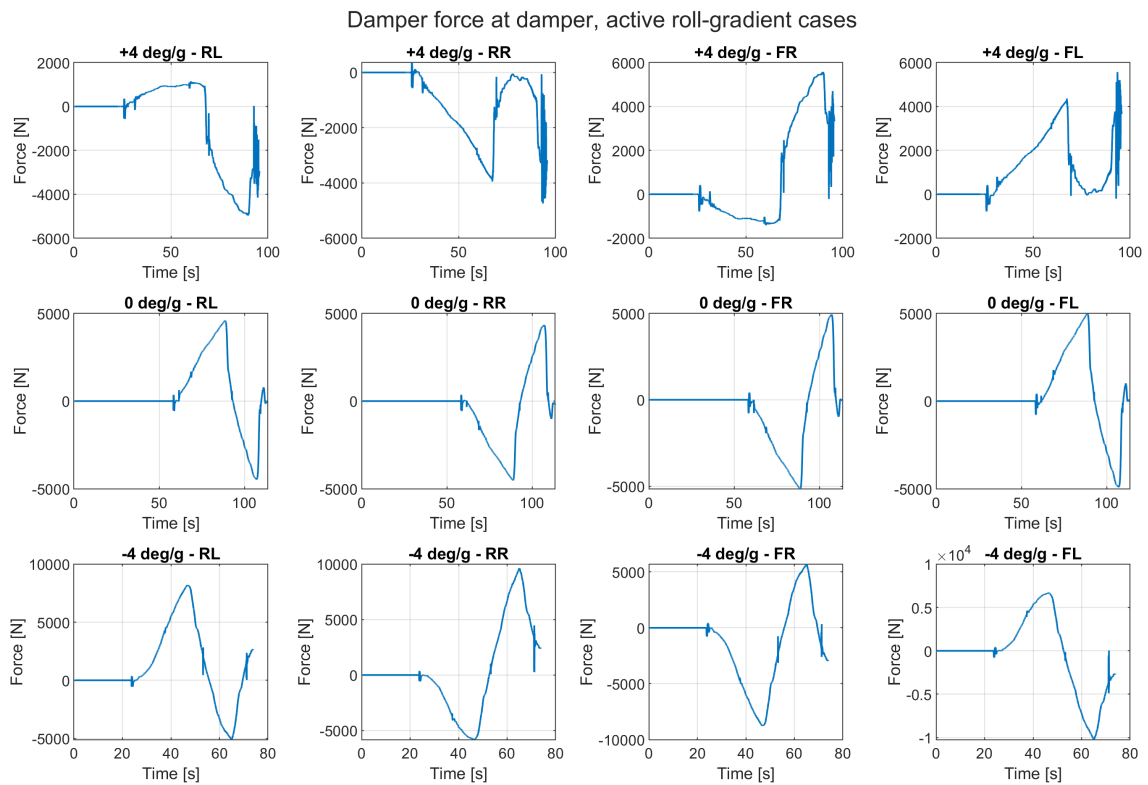 Damper force at damper, active roll-gradient cases
+4 deg/g - RL
+4 deg/g - RR
+4 deg/g - FR
+4 deg/g - FL
2000
0
-2000
-4000
-6000
Force [N]
0
50
100
Time [s]
0
-2000
-4000
-6000
Force [N]
0
50
100
Time [s]
6000
4000
2000
0
-2000
Force [N]
0
50
100
Time [s]
6000
4000
2000
0
-2000
Force [N]
0
50
100
Time [s]
0 deg/g - RL
0 deg/g - RR
0 deg/g - FR
0 deg/g - FL
5000
0
-5000
Force [N]
0
50
100
Time [s]
5000
0
-5000
Force [N]
0
50
100
Time [s]
5000
0
-5000
Force [N]
0
50
100
Time [s]
5000
0
-5000
Force [N]
0
50
100
Time [s]
-4 deg/g - RL
-4 deg/g - RR
-4 deg/g - FR
×10⁴
-4 deg/g - FL
10000
5000
0
-5000
Force [N]
0
20
40
60
80
Time [s]
10000
5000
0
-5000
Force [N]
0
20
40
60
80
Time [s]
5000
0
-5000
-10000
Force [N]
0
20
40
60
80
Time [s]
1
0.5
0
-0.5
-1
Force [N]
0
20
40
60
80
Time [s]